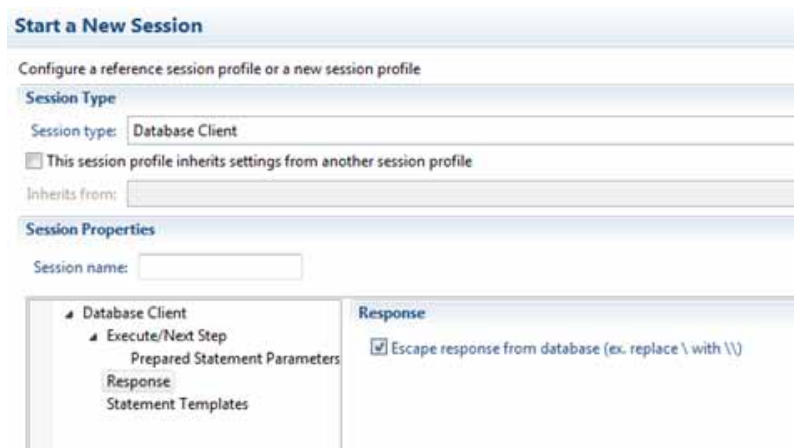 Start a New Session
Configure a reference session profile or a new session profile
Session Type
Session type: Database Client
This session profile inherits settings from another session profile
Inherits from:
Session Properties
Session name:
Database Client
Execute/Next Step
Prepared Statement Parameters
Response
Statement Templates
Response
Escape response from database (ex. replace \ with \\)